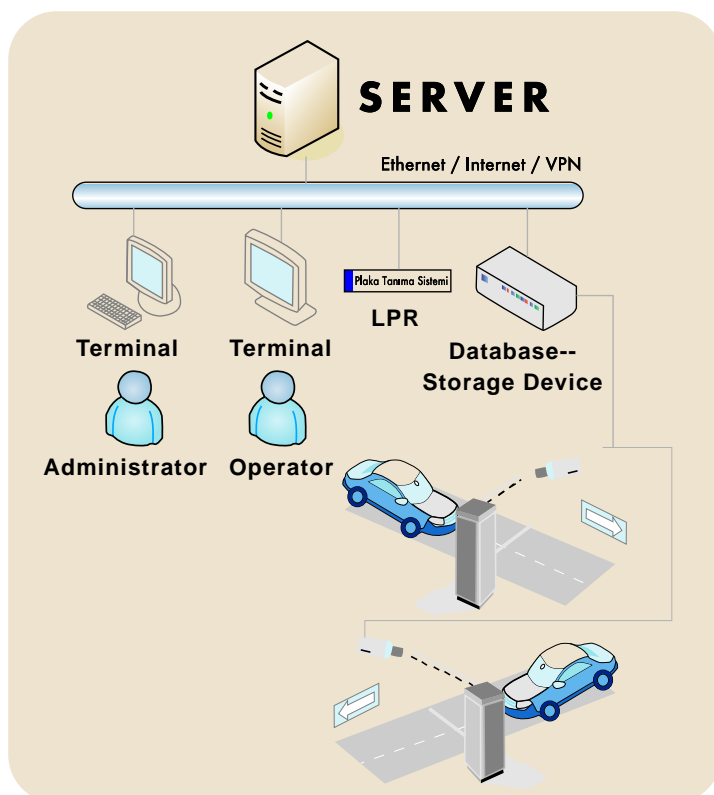 SERVER
Ethernet / Internet / VPN
Plaka Tanıma Sistemi
LPR
Terminal
Terminal
Database--
Storage Device
Administrator
Operator